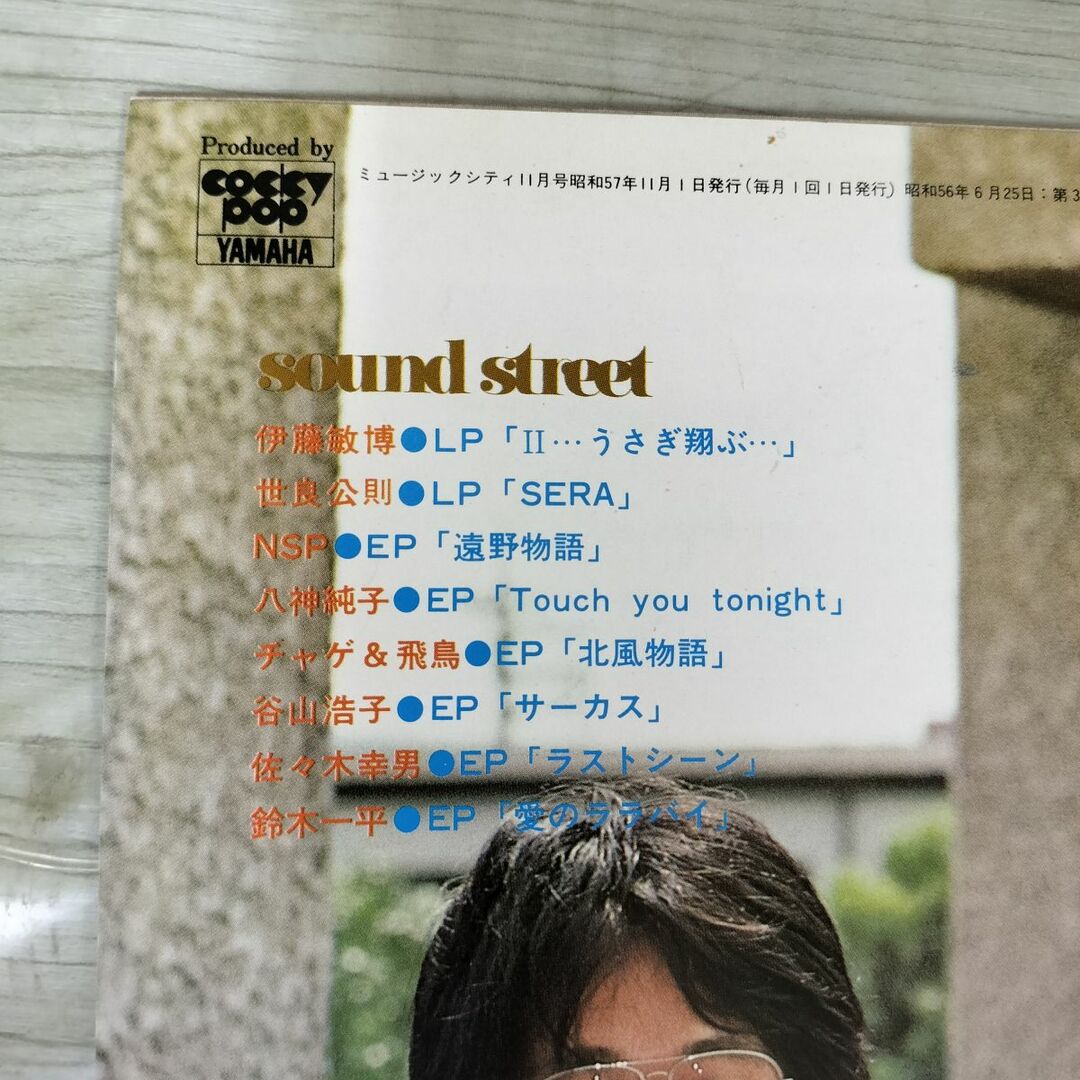 Produced by
cocky
pop
YAMAHA
ミュージックシティ11月号昭和57年11月1日発行(毎月1回1日発行) 昭和56年6月25日:第3
sound street
伊藤敏博●LP「II…うさぎ翔ぶ…」
世良公則●LP「SERA」
NSP●EP「遠野物語」
八神純子●EP「Touch you tonight」
チャゲ&飛鳥●EP「北風物語」
谷山浩子●EP「サーカス」
佐々木幸男●EP「ラストシーン」
鈴木一平●EP「愛のララバイ」